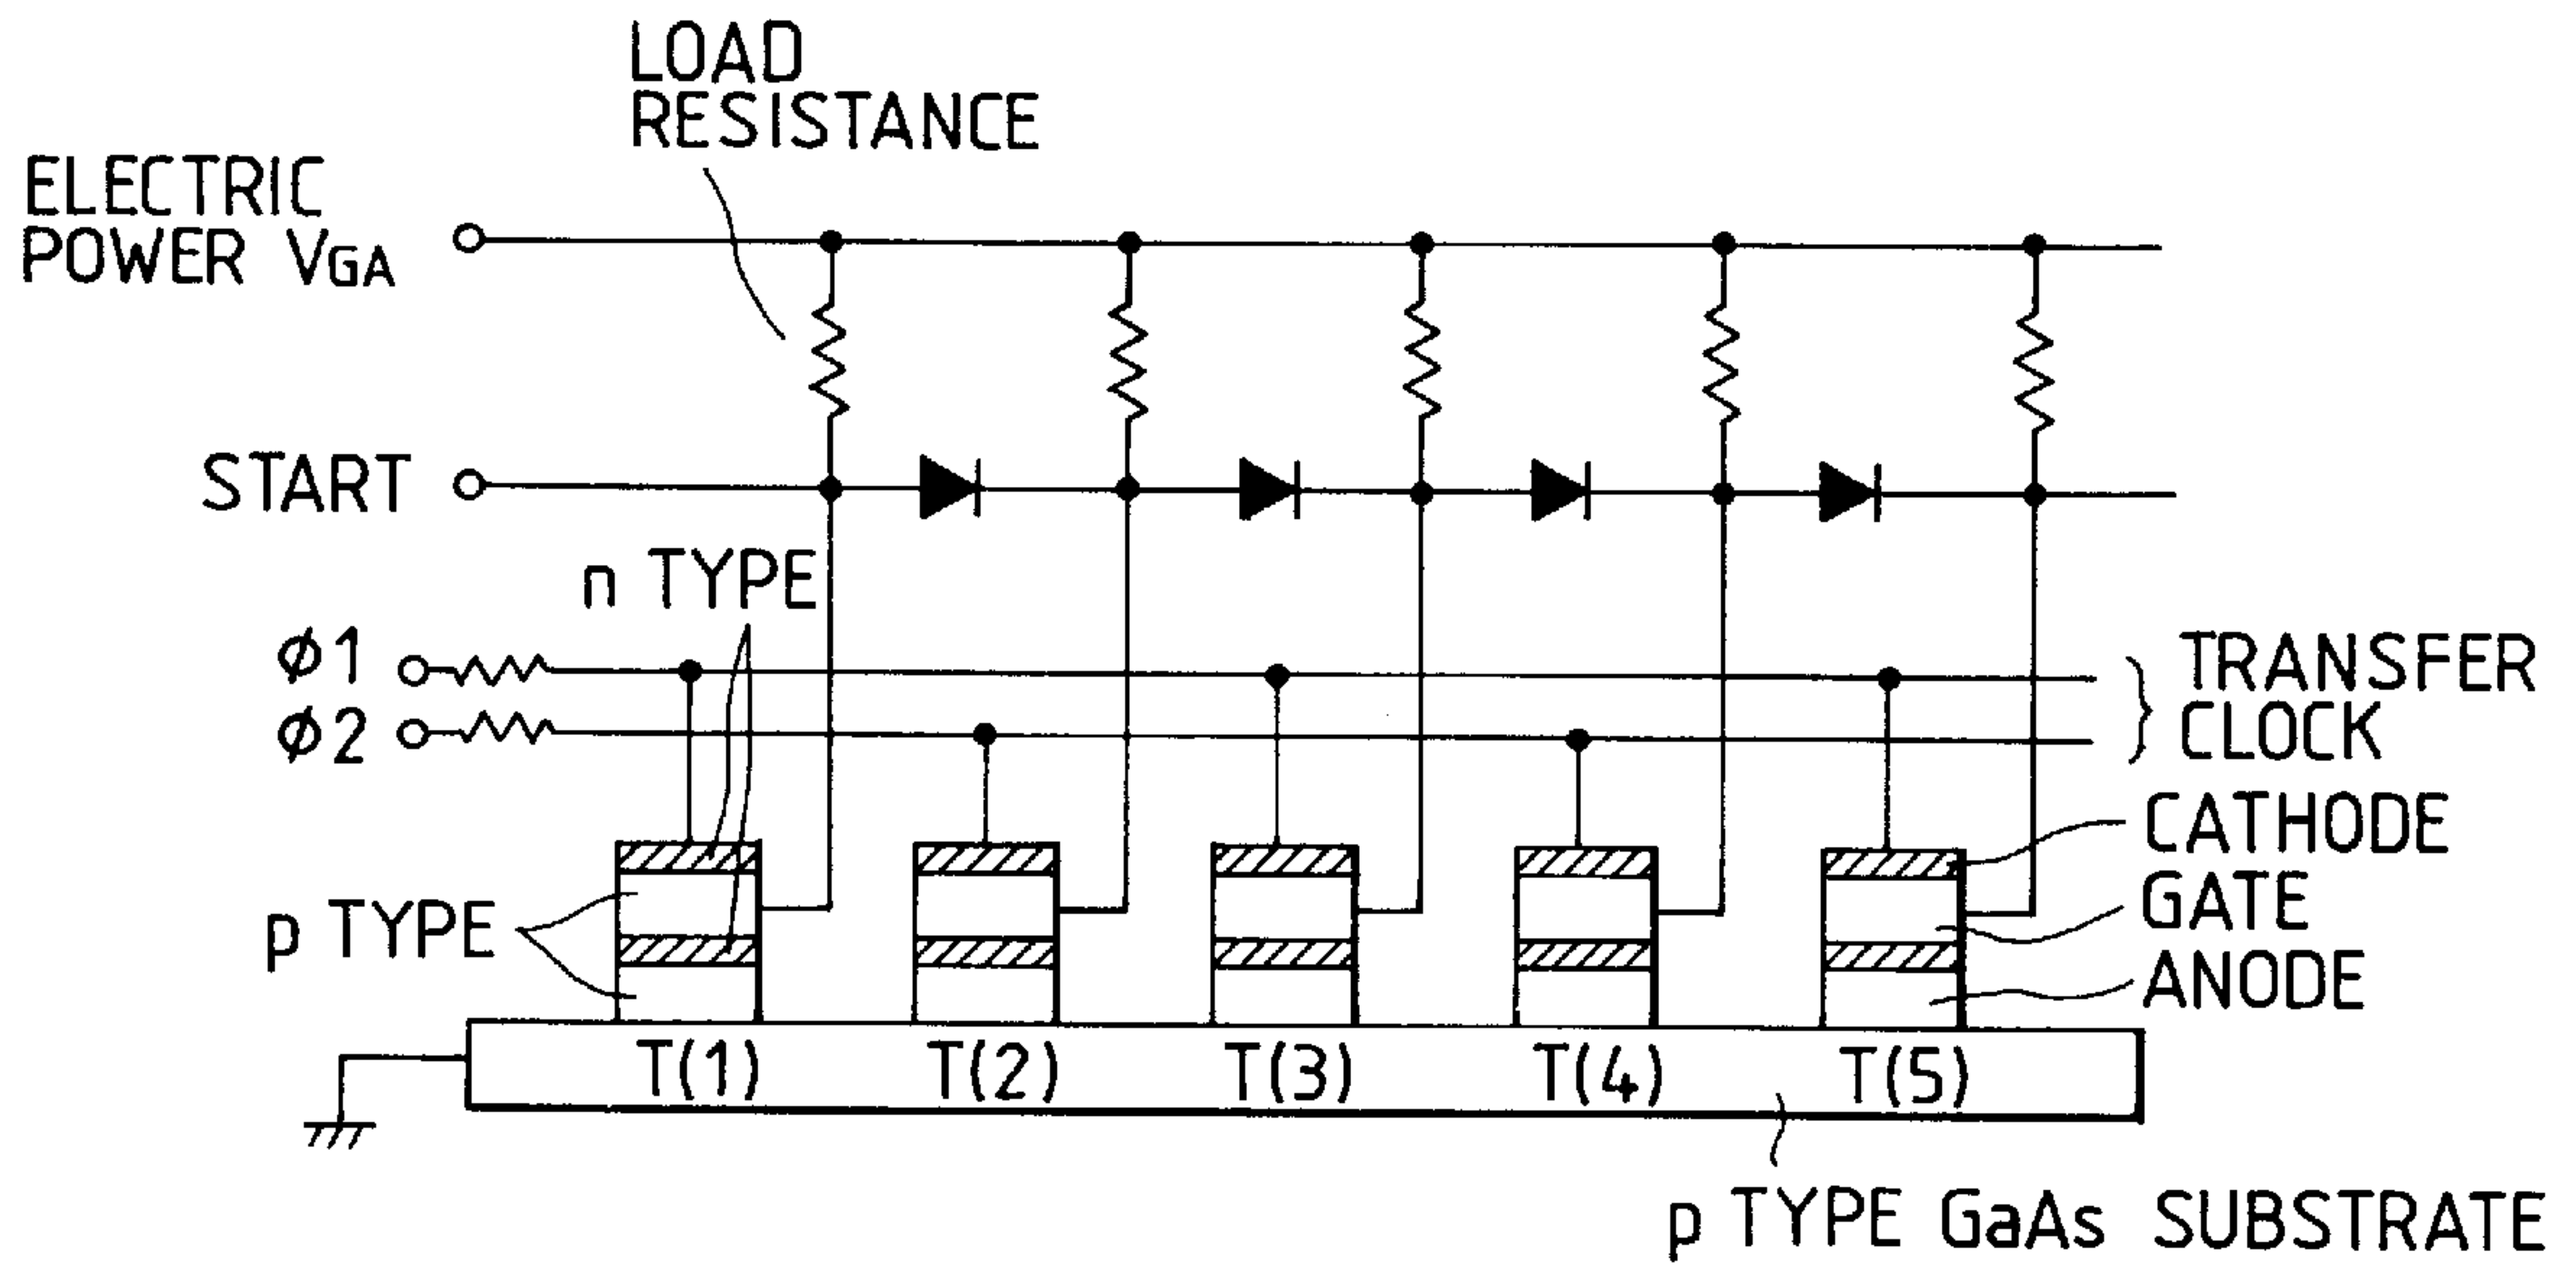 LOAD
RESISTANCE
ELECTRIC
POWER VGA
START
n TYPE
ϕ1
ϕ2
TRANSFER
CLOCK
CATHODE
GATE
ANODE
p TYPE
T(1) T(2) T(3) T(4) T(5)
p TYPE GaAs SUBSTRATE